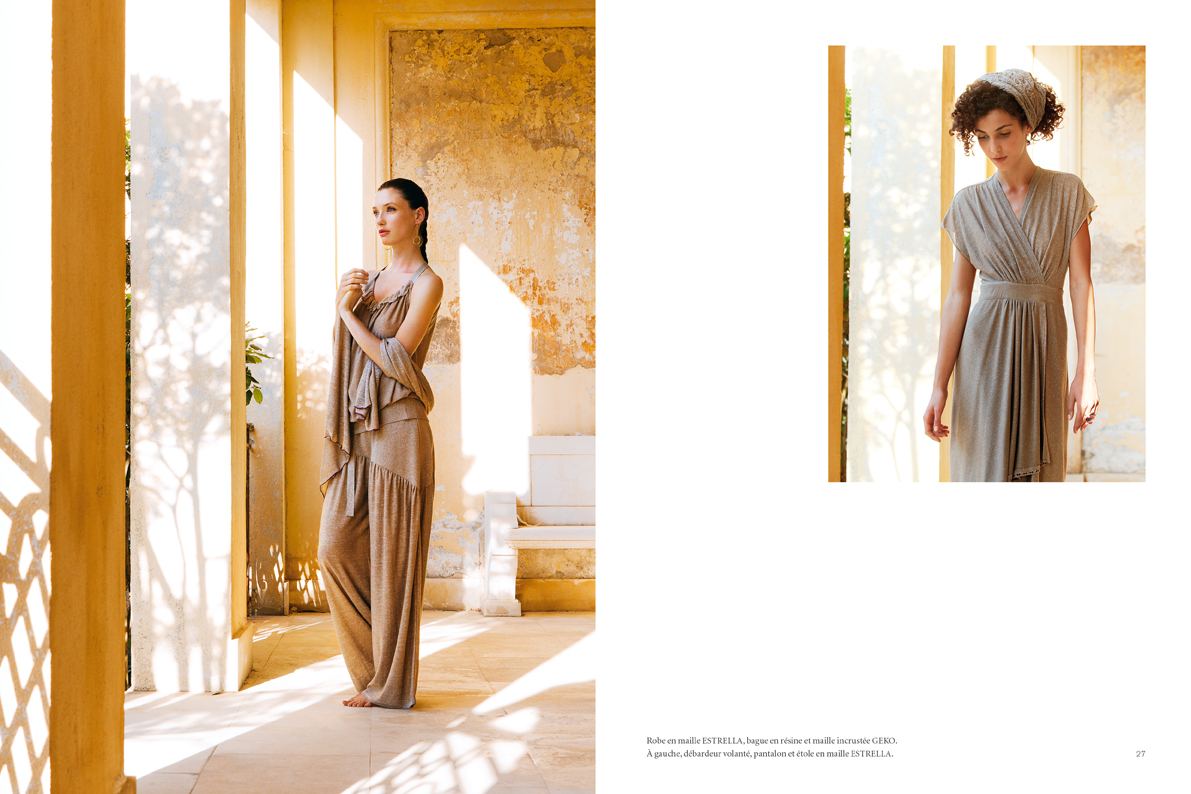 Robe en maille ESTRELLA, bague en résine et maille incrustée GEKO.
À gauche, débardeur volanté, pantalon et étole en maille ESTRELLA.
27